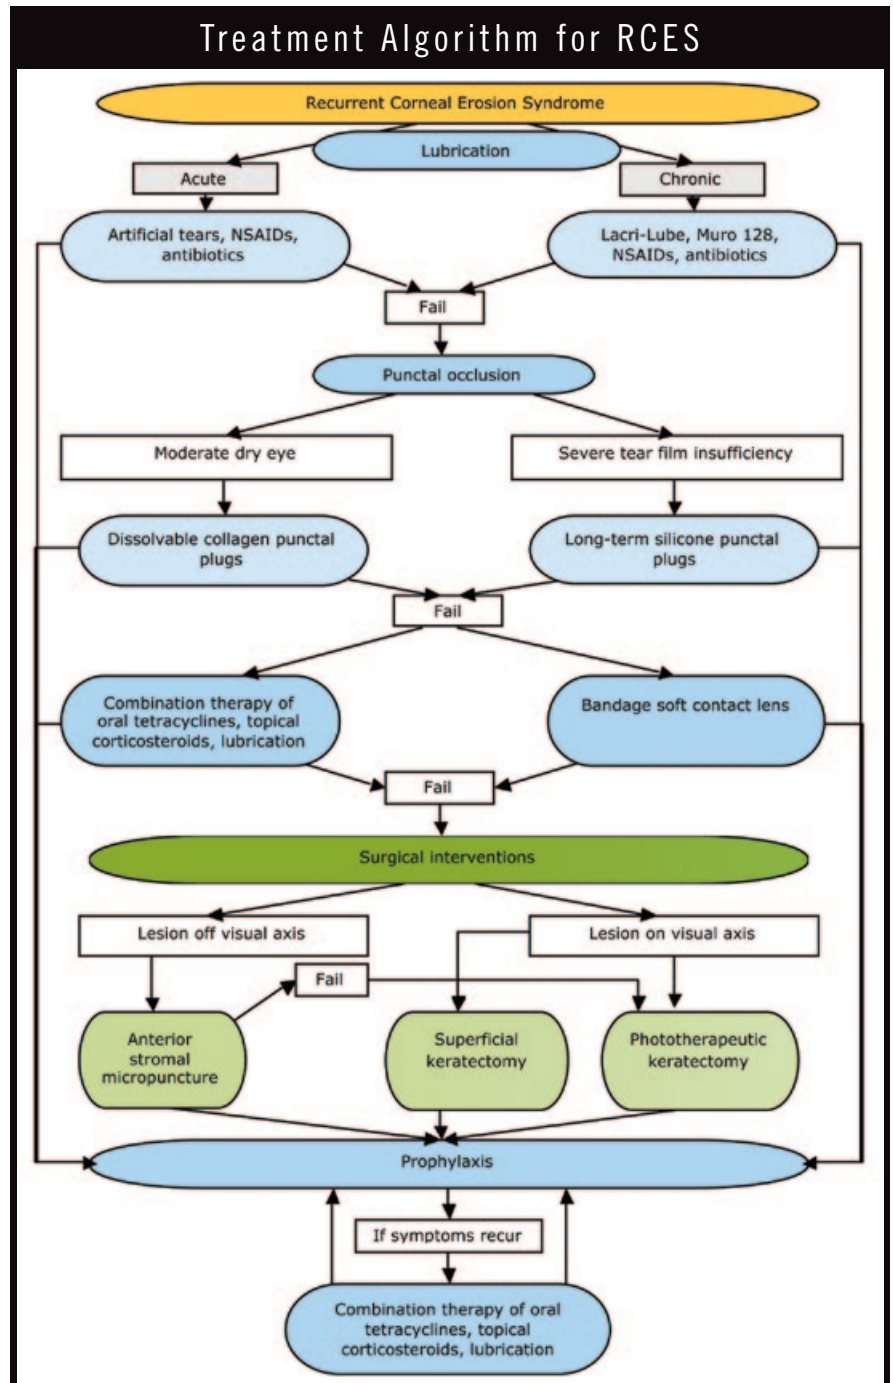 Treatment Algorithm for RCES
Recurrent Corneal Erosion Syndrome
Lubrication
Acute
Chronic
Artificial tears, NSAIDs,
antibiotics
Lacri-Lube, Muro 128,
NSAIDs, antibiotics
Fail
Punctal occlusion
Moderate dry eye
Severe tear film insufficiency
Dissolvable collagen punctal
plugs
Long-term silicone punctal
plugs
Fail
Combination therapy of
oral tetracyclines, topical
corticosteroids, lubrication
Bandage soft contact lens
Fail
Surgical interventions
Lesion off visual axis
Lesion on visual axis
Fail
Anterior
stromal
micropuncture
Superficial
keratectomy
Phototherapeutic
keratectomy
Prophylaxis
If symptoms recur
Combination therapy of oral
tetracyclines, topical
corticosteroids, lubrication